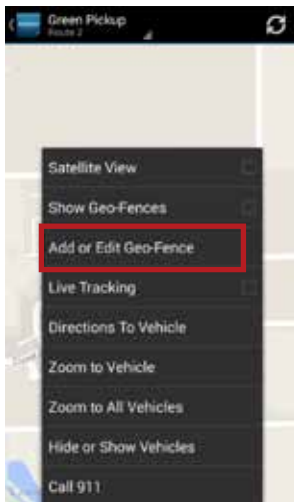 Green Pickup
Route 2
Satellite View
Show Geo-Fences
Add or Edit Geo-Fence
Live Tracking
Directions To Vehicle
Zoom to Vehicle
Zoom to All Vehicles
Hide or Show Vehicles
Call 911